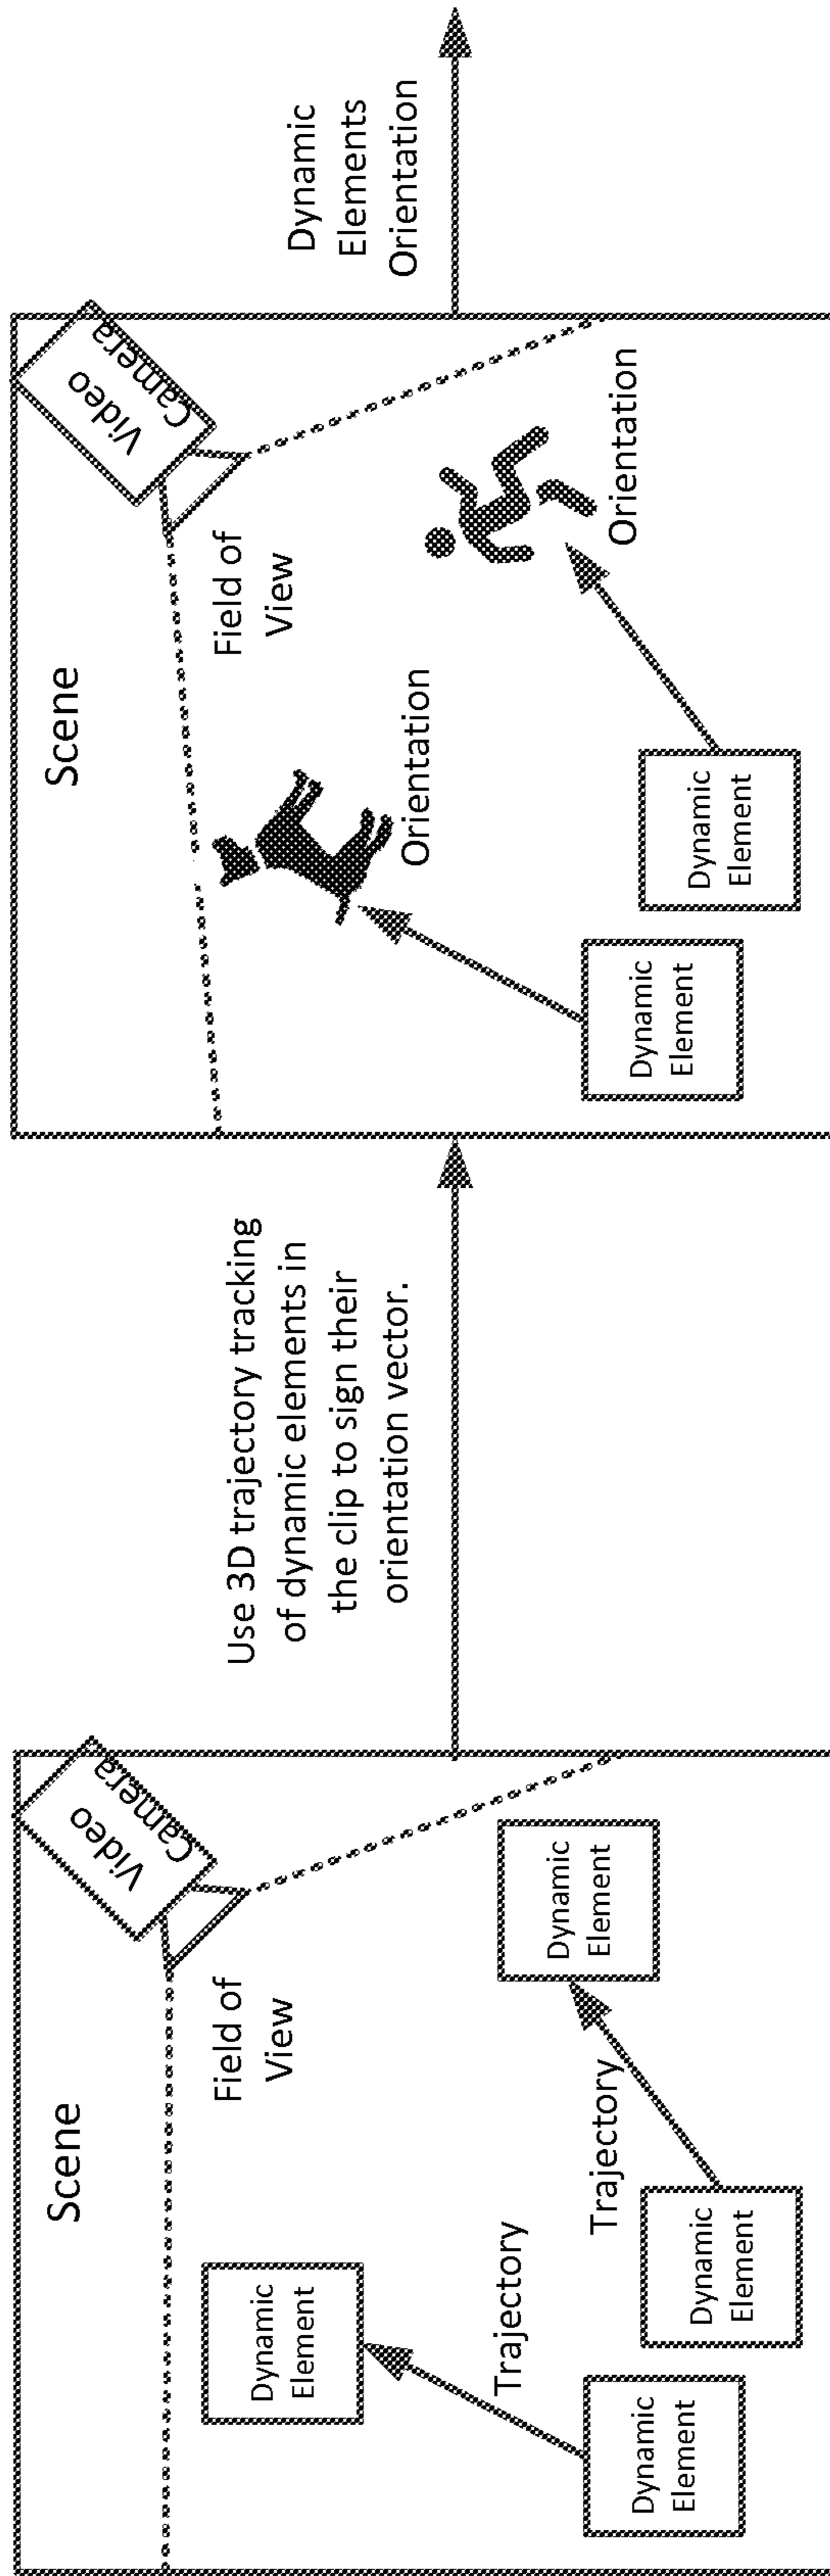 Scene
Video
Camera
Field of
View
Dynamic
Element
Trajectory
Dynamic
Element
Trajectory
Dynamic
Element
Dynamic
Element
Use 3D trajectory tracking
of dynamic elements in
the clip to sign their
orientation vector.
Scene
Video
Camera
Field of
View
Orientation
Orientation
Dynamic
Element
Dynamic
Element
Dynamic
Elements
Orientation